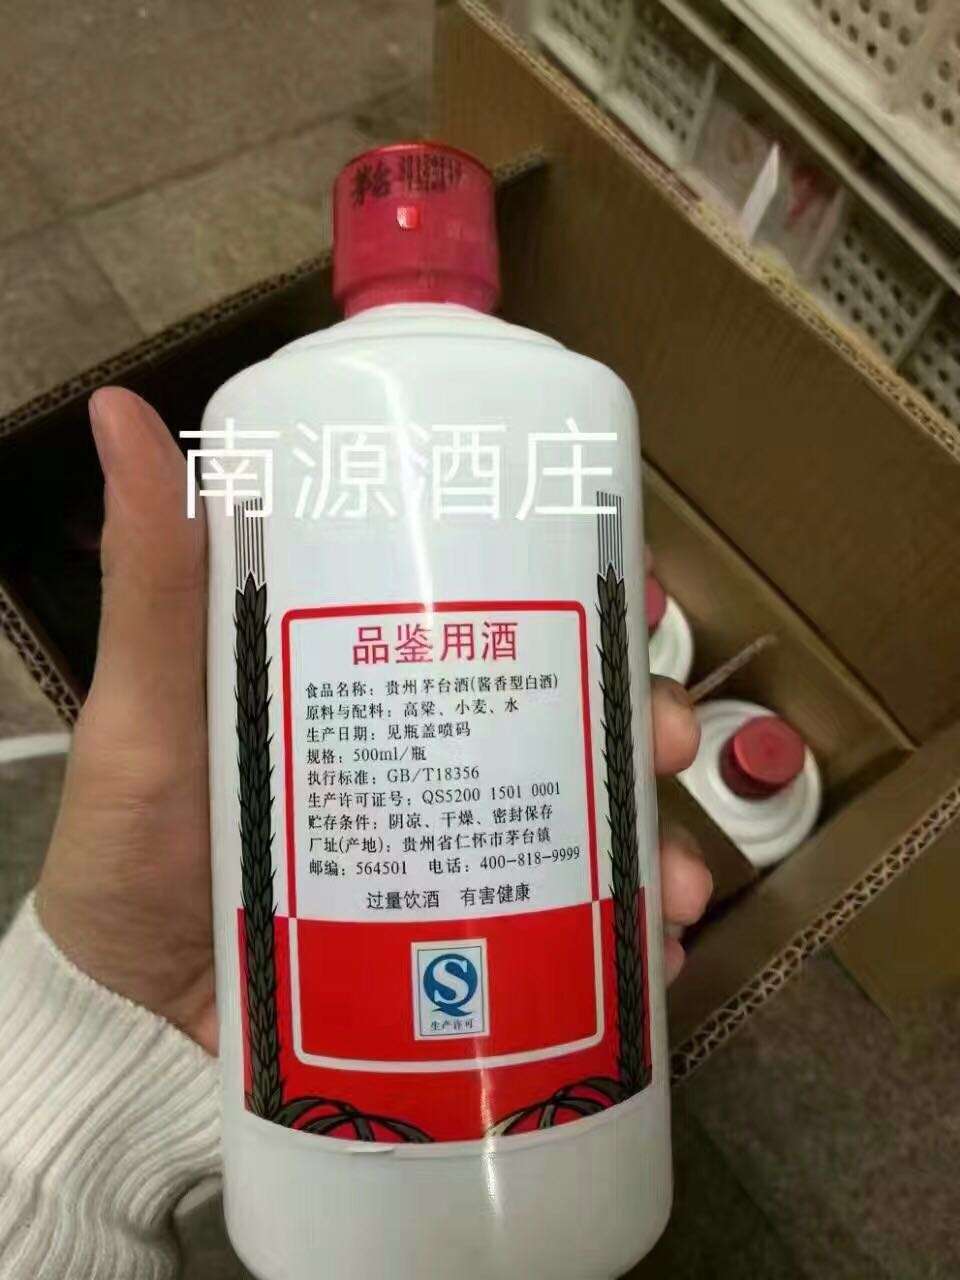 茅台
南源酒庄
品鉴用酒
食品名称：贵州茅台酒(酱香型白酒)
原料与配料：高粱、小麦、水
生产日期：见瓶盖喷码
规格：500ml/瓶
执行标准：GB/T18356
生产许可证号：QS5200 1501 0001
贮存条件：阴凉、干燥、密封保存
厂址(产地)：贵州省仁怀市茅台镇
邮编：564501 电话：400-818-9999
过量饮酒 有害健康
QS
生产许可